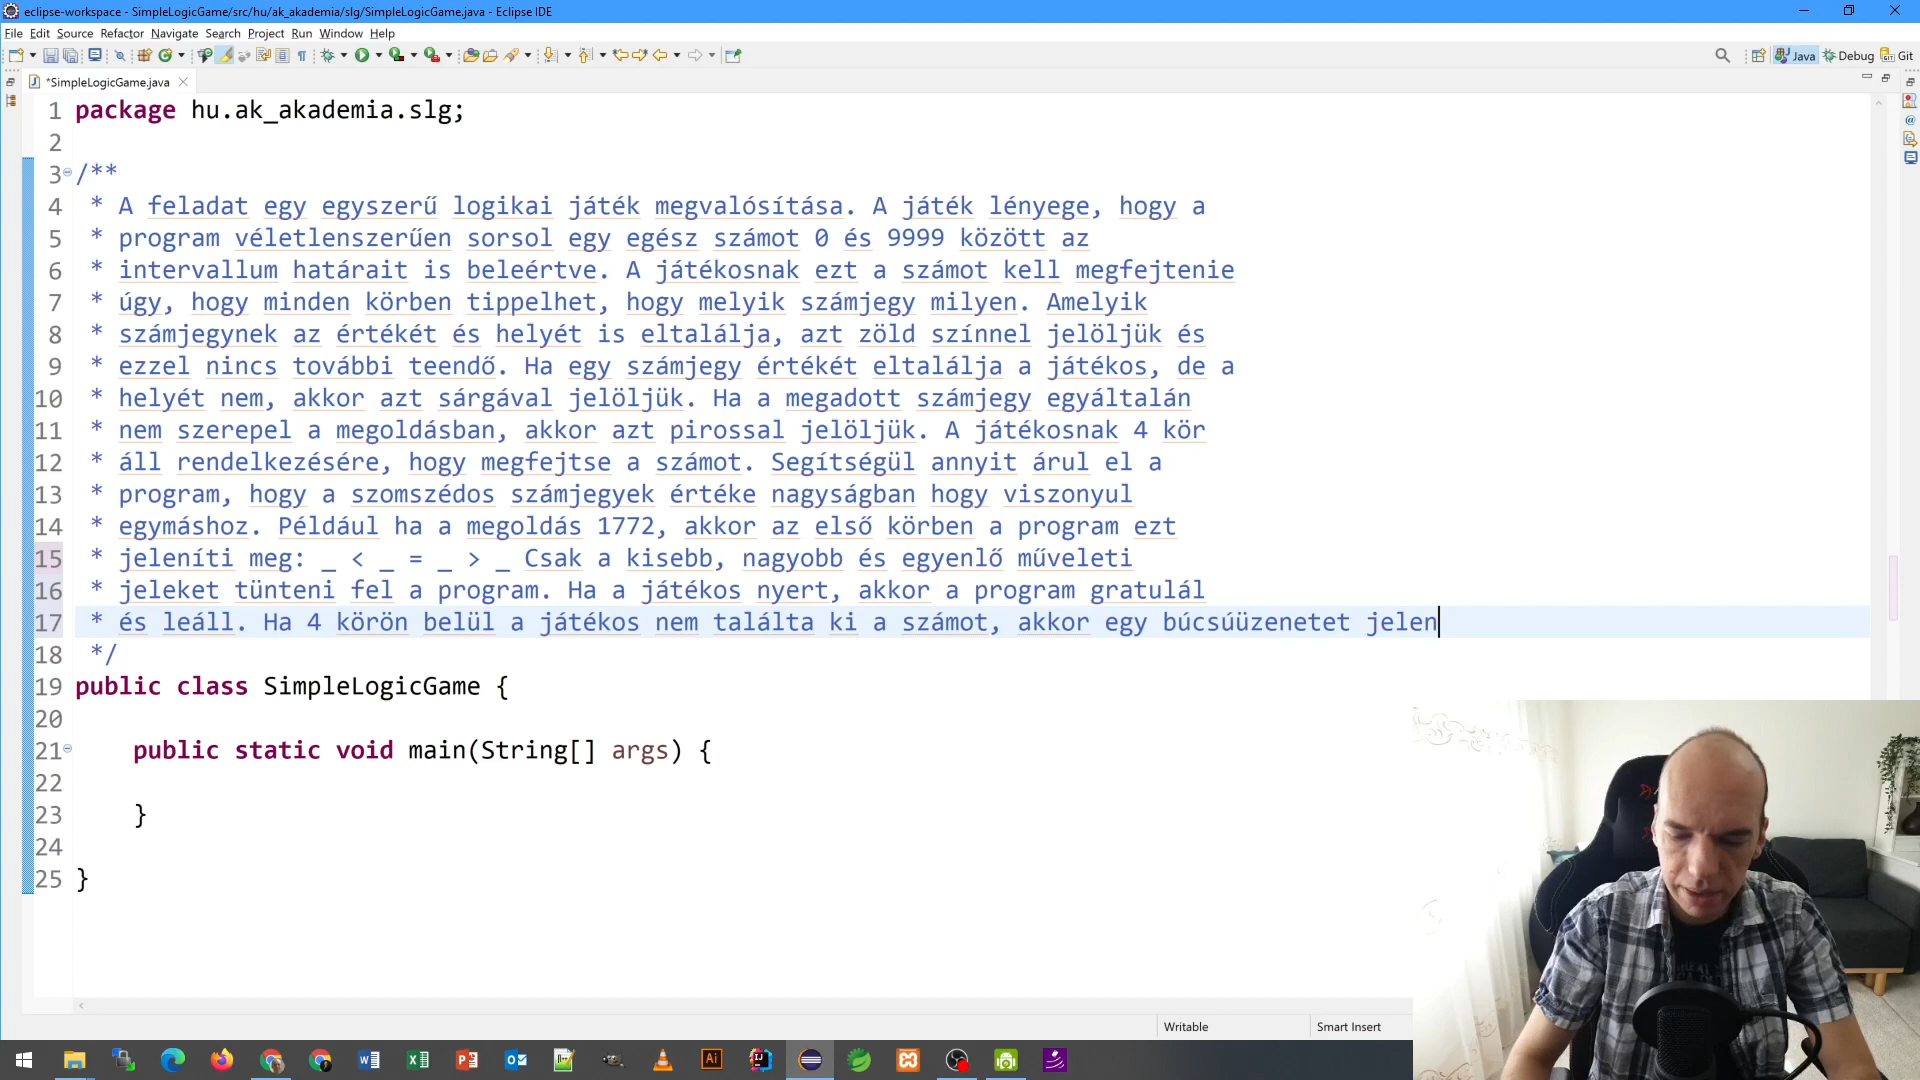 eclipse-workspace - SimpleLogicGame/src/hu/ak_akademia/slg/SimpleLogicGame.java - Eclipse IDE
File Edit Source Refactor Navigate Search Project Run Window Help
Java Debug Git
*SimpleLogicGame.java
1 package hu.ak_akademia.slg;
2
3 /**
4 * A feladat egy egyszerű logikai játék megvalósítása. A játék lényege, hogy a
5 * program véletlenszerűen sorsol egy egész számot 0 és 9999 között az
6 * intervallum határait is beleértve. A játékosnak ezt a számot kell megfejtenie
7 * úgy, hogy minden körben tippelhet, hogy melyik számjegy milyen. Amelyik
8 * számjegynek az értékét és helyét is eltalálja, azt zöld színnel jelöljük és
9 * ezzel nincs további teendő. Ha egy számjegy értékét eltalálja a játékos, de a
10 * helyét nem, akkor azt sárgával jelöljük. Ha a megadott számjegy egyáltalán
11 * nem szerepel a megoldásban, akkor azt pirossal jelöljük. A játékosnak 4 kör
12 * áll rendelkezésére, hogy megfejtse a számot. Segítségül annyit árul el a
13 * program, hogy a szomszédos számjegyek értéke nagyságban hogy viszonyul
14 * egymáshoz. Például ha a megoldás 1772, akkor az első körben a program ezt
15 * jeleníti meg: _ < _ = _ > _ Csak a kisebb, nagyobb és egyenlő műveleti
16 * jeleket tünteni fel a program. Ha a játékos nyert, akkor a program gratulál
17 * és leáll. Ha 4 körön belül a játékos nem találta ki a számot, akkor egy búcsúüzenetet jelen
18 */
19 public class SimpleLogicGame {
20
21 public static void main(String[] args) {
22
23 }
24
25 }
Writable Smart Insert